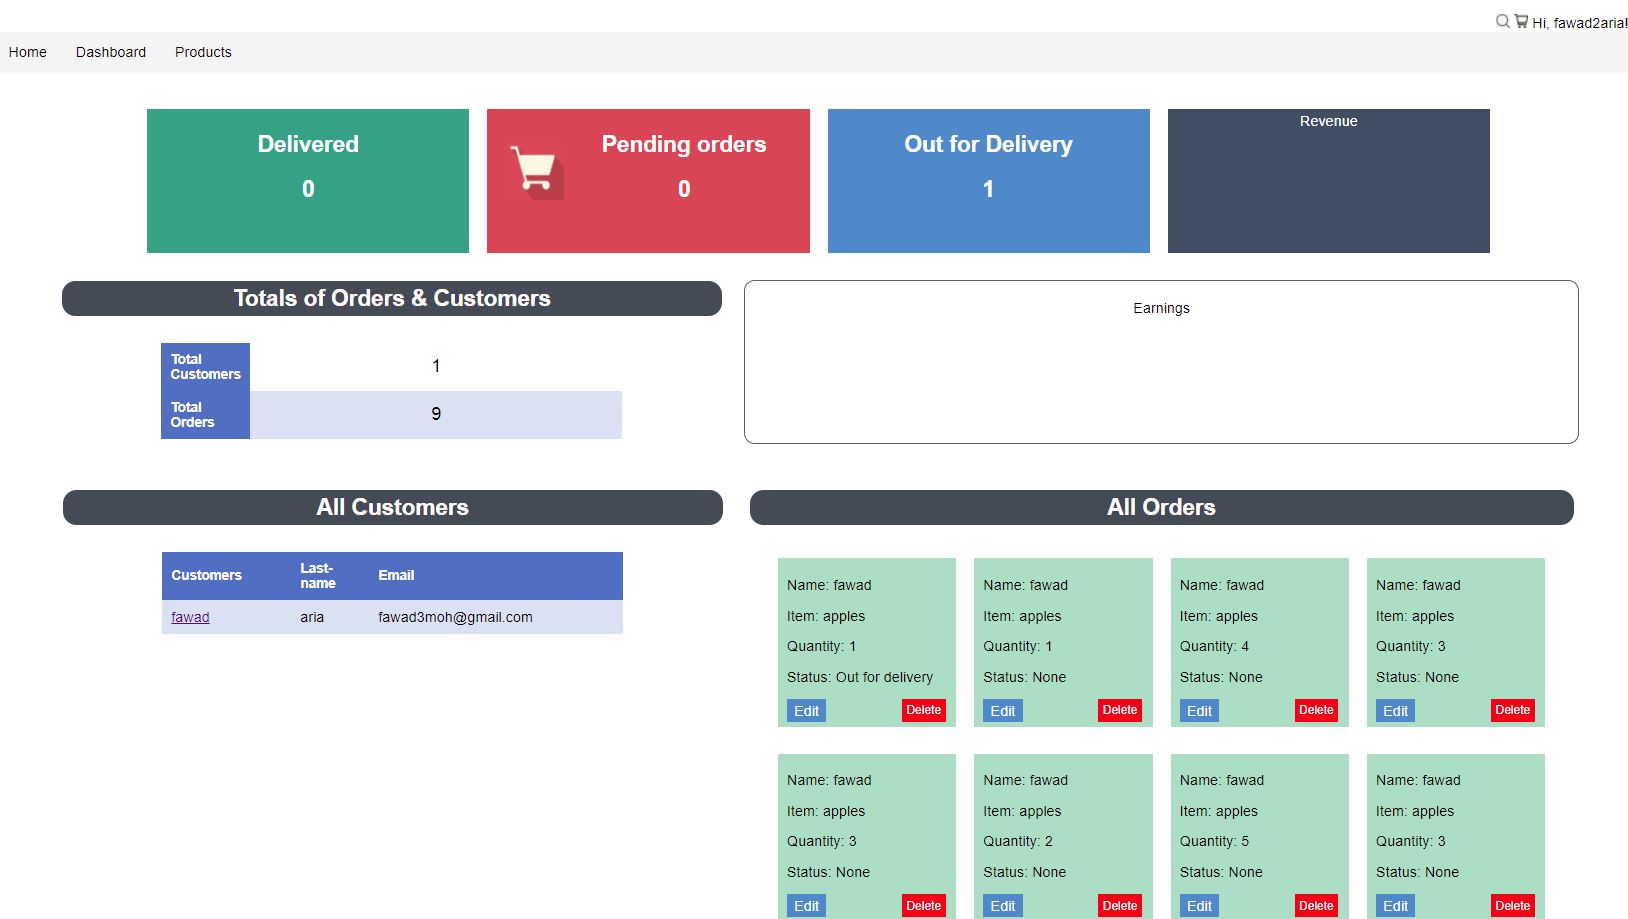 Hi, fawad2aria!
Home Dashboard Products
Delivered
0
Pending orders
0
Out for Delivery
1
Revenue
Totals of Orders & Customers
Total Customers 1
Total Orders 9
Earnings
All Customers
Customers Last-name Email
fawad aria fawad3moh@gmail.com
All Orders
Name: fawad
Item: apples
Quantity: 1
Status: Out for delivery
Edit Delete
Name: fawad
Item: apples
Quantity: 1
Status: None
Edit Delete
Name: fawad
Item: apples
Quantity: 4
Status: None
Edit Delete
Name: fawad
Item: apples
Quantity: 3
Status: None
Edit Delete
Name: fawad
Item: apples
Quantity: 3
Status: None
Edit Delete
Name: fawad
Item: apples
Quantity: 2
Status: None
Edit Delete
Name: fawad
Item: apples
Quantity: 5
Status: None
Edit Delete
Name: fawad
Item: apples
Quantity: 3
Status: None
Edit Delete